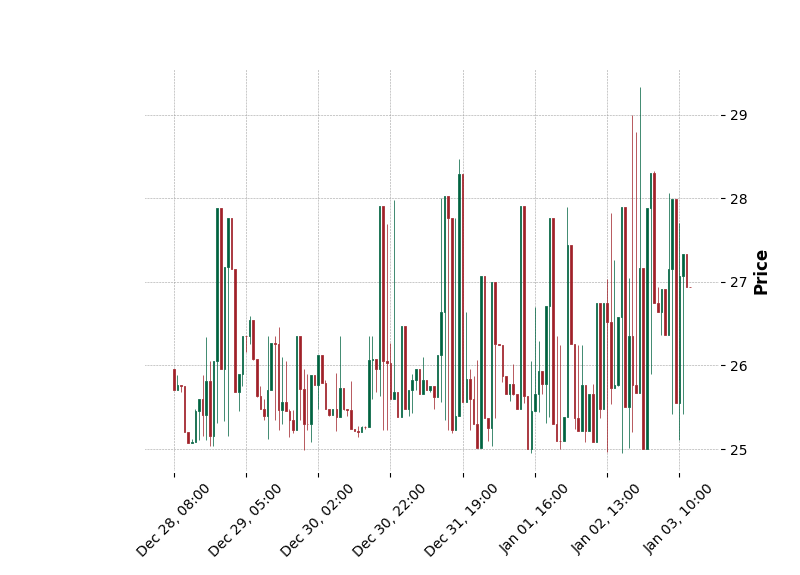 29
28
27
26
25
Price
Dec 28, 08:00
Dec 29, 05:00
Dec 30, 02:00
Dec 30, 22:00
Dec 31, 19:00
Jan 01, 16:00
Jan 02, 13:00
Jan 03, 10:00